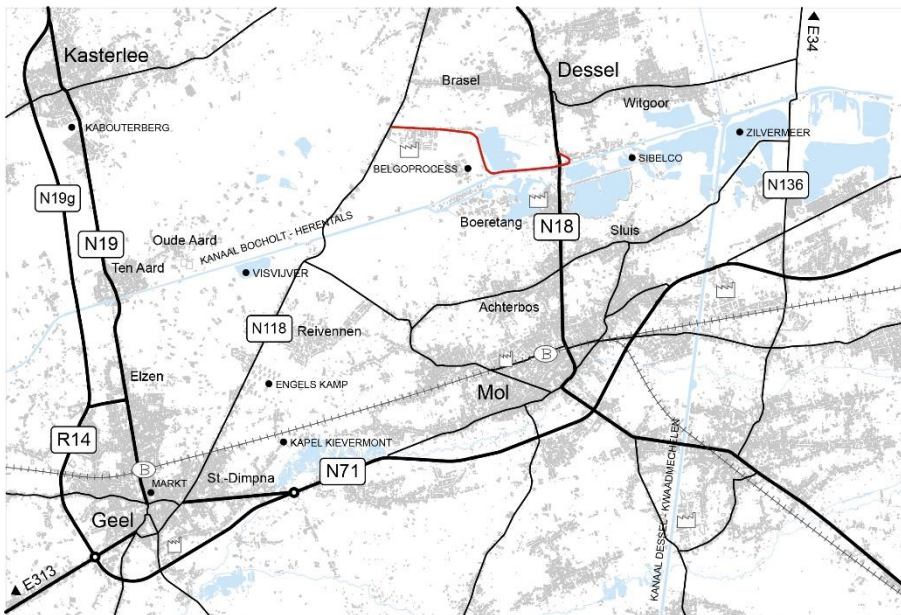 Kasterlee
Dessel
E34
Brasel
Witgoor
KABOUTERBERG
ZILVERMEER
SIBELCO
BELGOPROCESS
N19g
N136
Boeretang
N18
N19
Oude Aard
KANAAL BOCHOLT - HERENTALS
Sluis
Ten Aard
VISVIJVER
Achterbos
N118
Reivennen
B
Elzen
ENGELS KAMP
Mol
R14
KAPEL KIEVERMONT
B
St.-Dimpna
N71
MARKT
Geel
KANAAL DESSEL - KWAADMECHELEN
E313